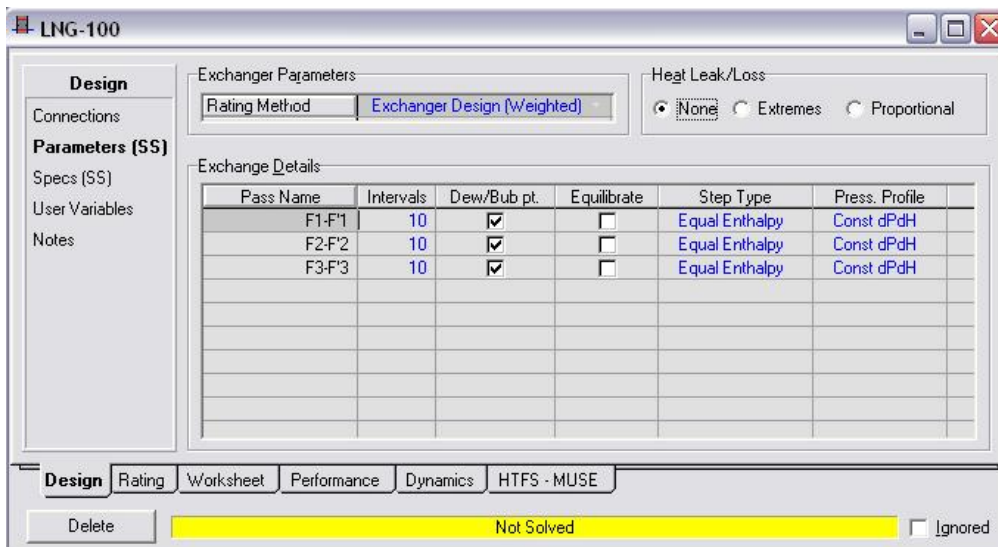 LNG-100
Design
Connections
Parameters (SS)
Specs (SS)
User Variables
Notes
Exchanger Parameters
Rating Method Exchanger Design (Weighted)
Heat Leak/Loss
None Extremes Proportional
Exchange Details
Pass Name Intervals Dew/Bub pt. Equilibrate Step Type Press. Profile
F1-F'1 10 Equal Enthalpy Const dPdH
F2-F'2 10 Equal Enthalpy Const dPdH
F3-F'3 10 Equal Enthalpy Const dPdH
Design Rating Worksheet Performance Dynamics HTFS - MUSE
Delete Not Solved Ignored